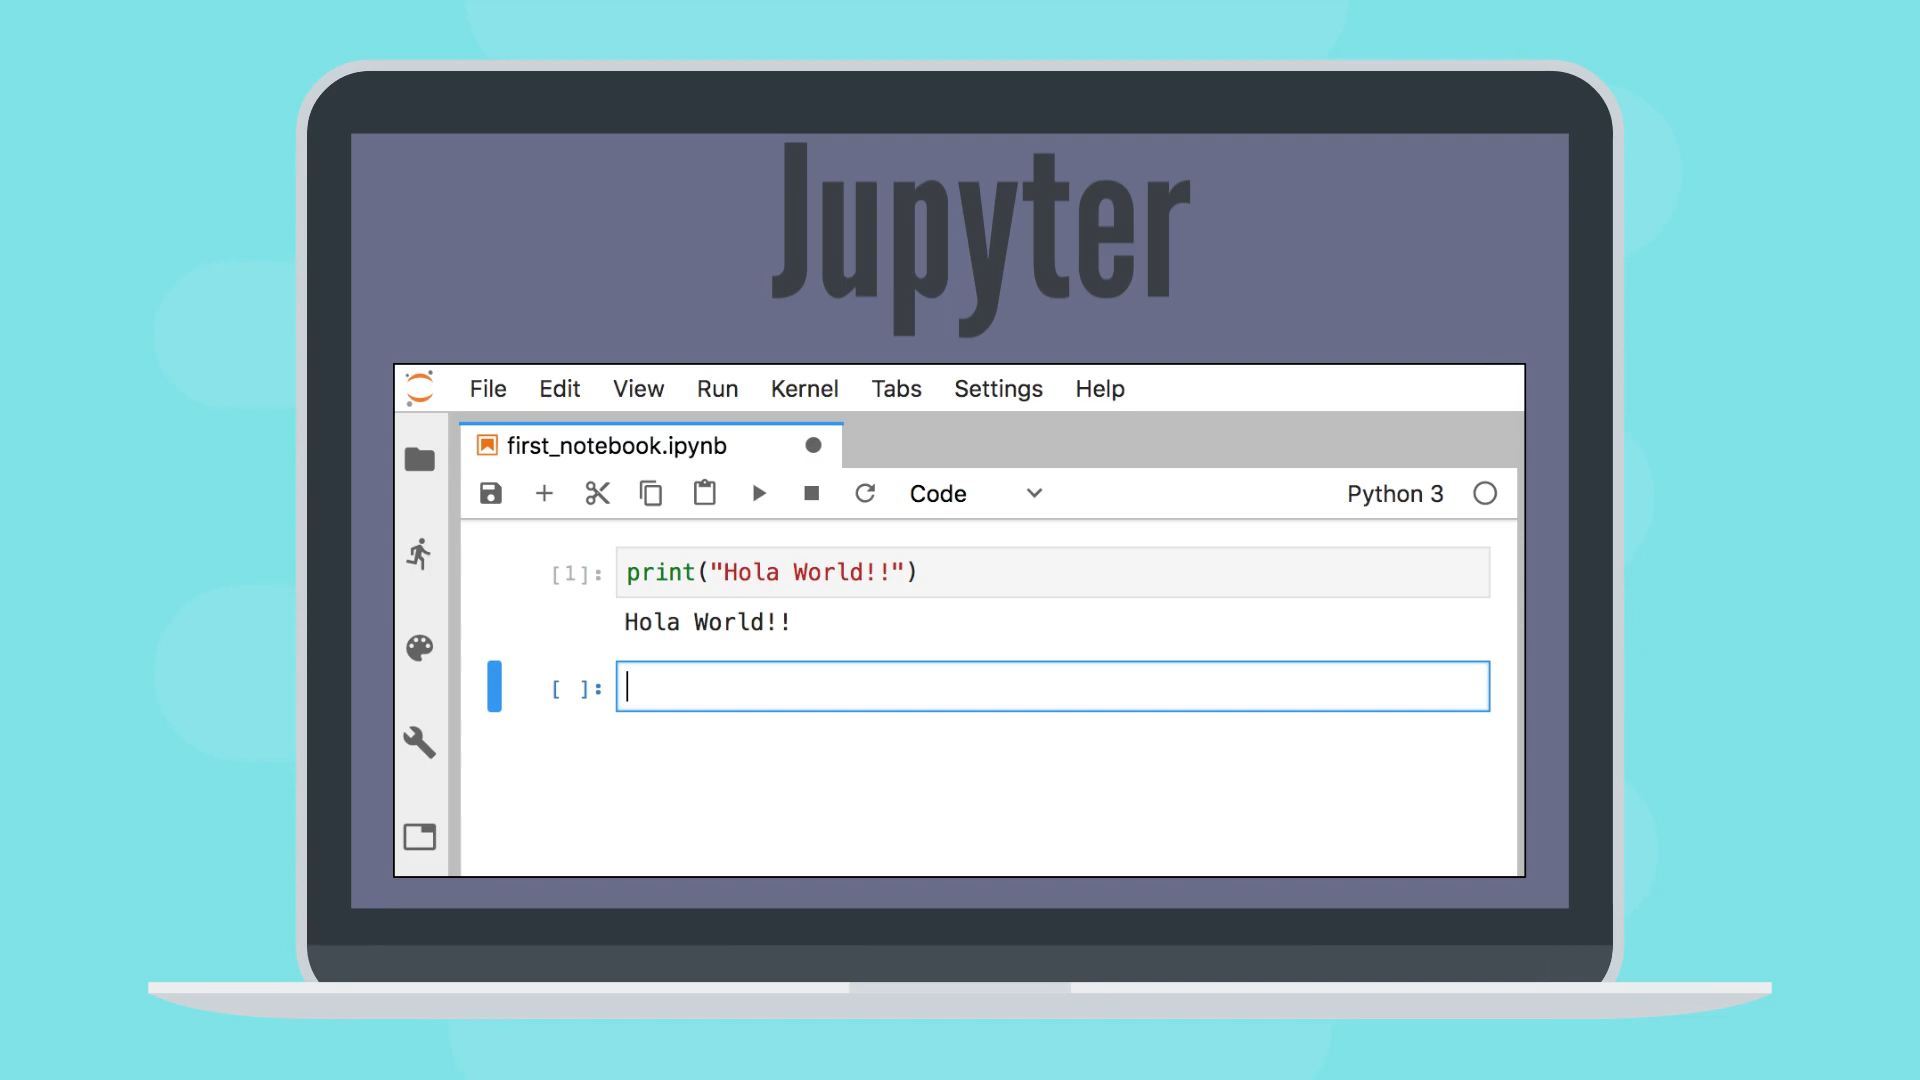 Jupyter
File Edit View Run Kernel Tabs Settings Help
first_notebook.ipynb
Code Python 3
[1]: print("Hola World!!")
Hola World!!
[ ]: